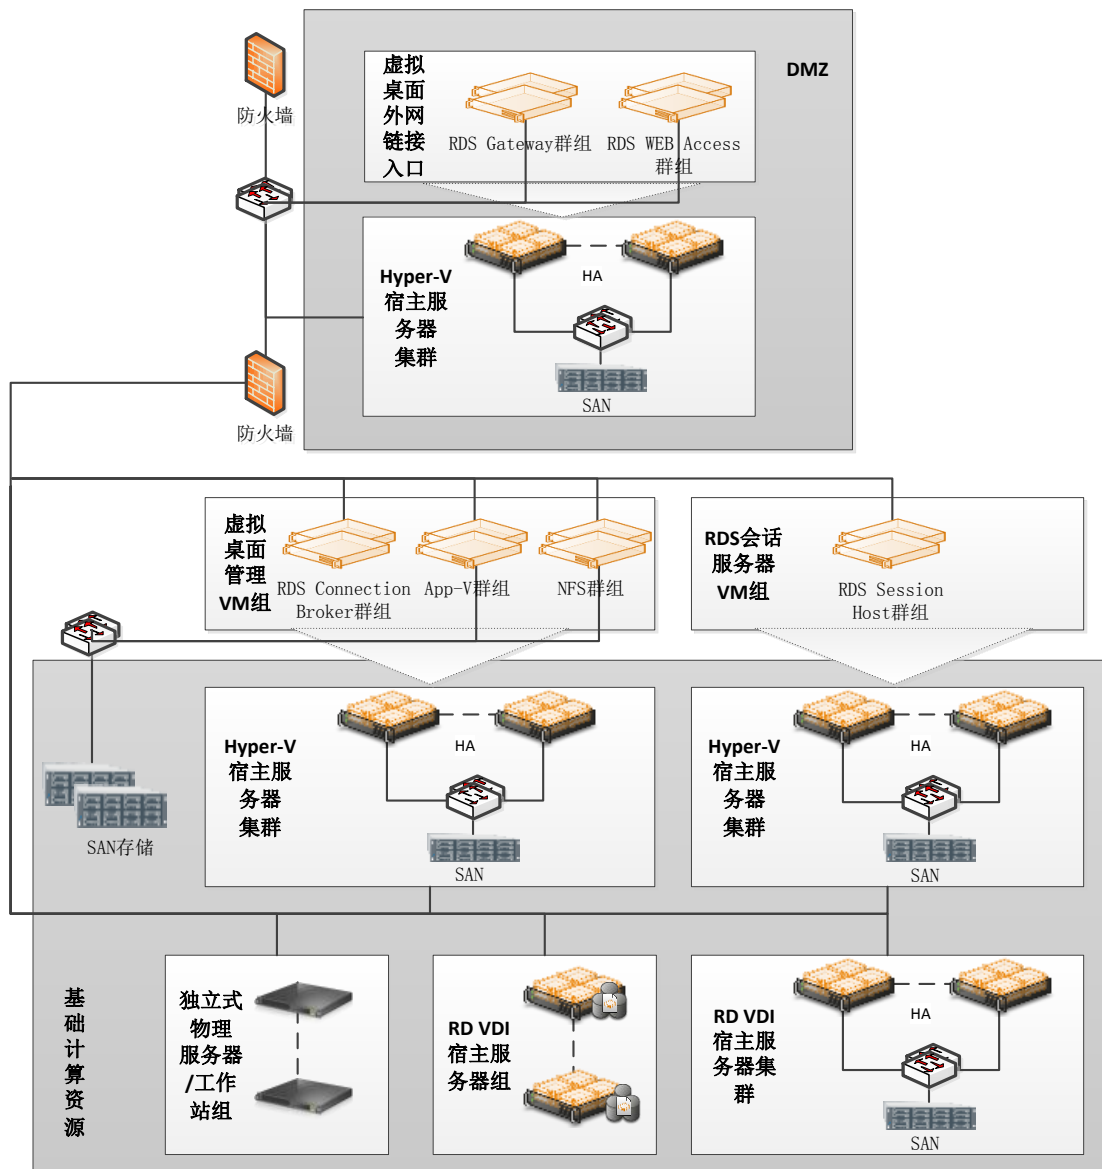 DMZ
虚拟
桌面
外网
链接
入口
RDS Gateway群组
RDS WEB Access
群组
防火墙
Hyper-V
宿主服
务器
集群
HA
SAN
防火墙
虚拟
桌面
管理
VM组
RDS Connection
Broker群组
App-V群组
NFS群组
RDS会话
服务器
VM组
RDS Session
Host群组
Hyper-V
宿主服
务器
集群
HA
SAN
Hyper-V
宿主服
务器
集群
HA
SAN
SAN存储
基
础
计
算
资
源
独立式
物理
服务器
/工作
站组
RD VDI
宿主服
务器组
RD VDI
宿主服
务器集
群
HA
SAN